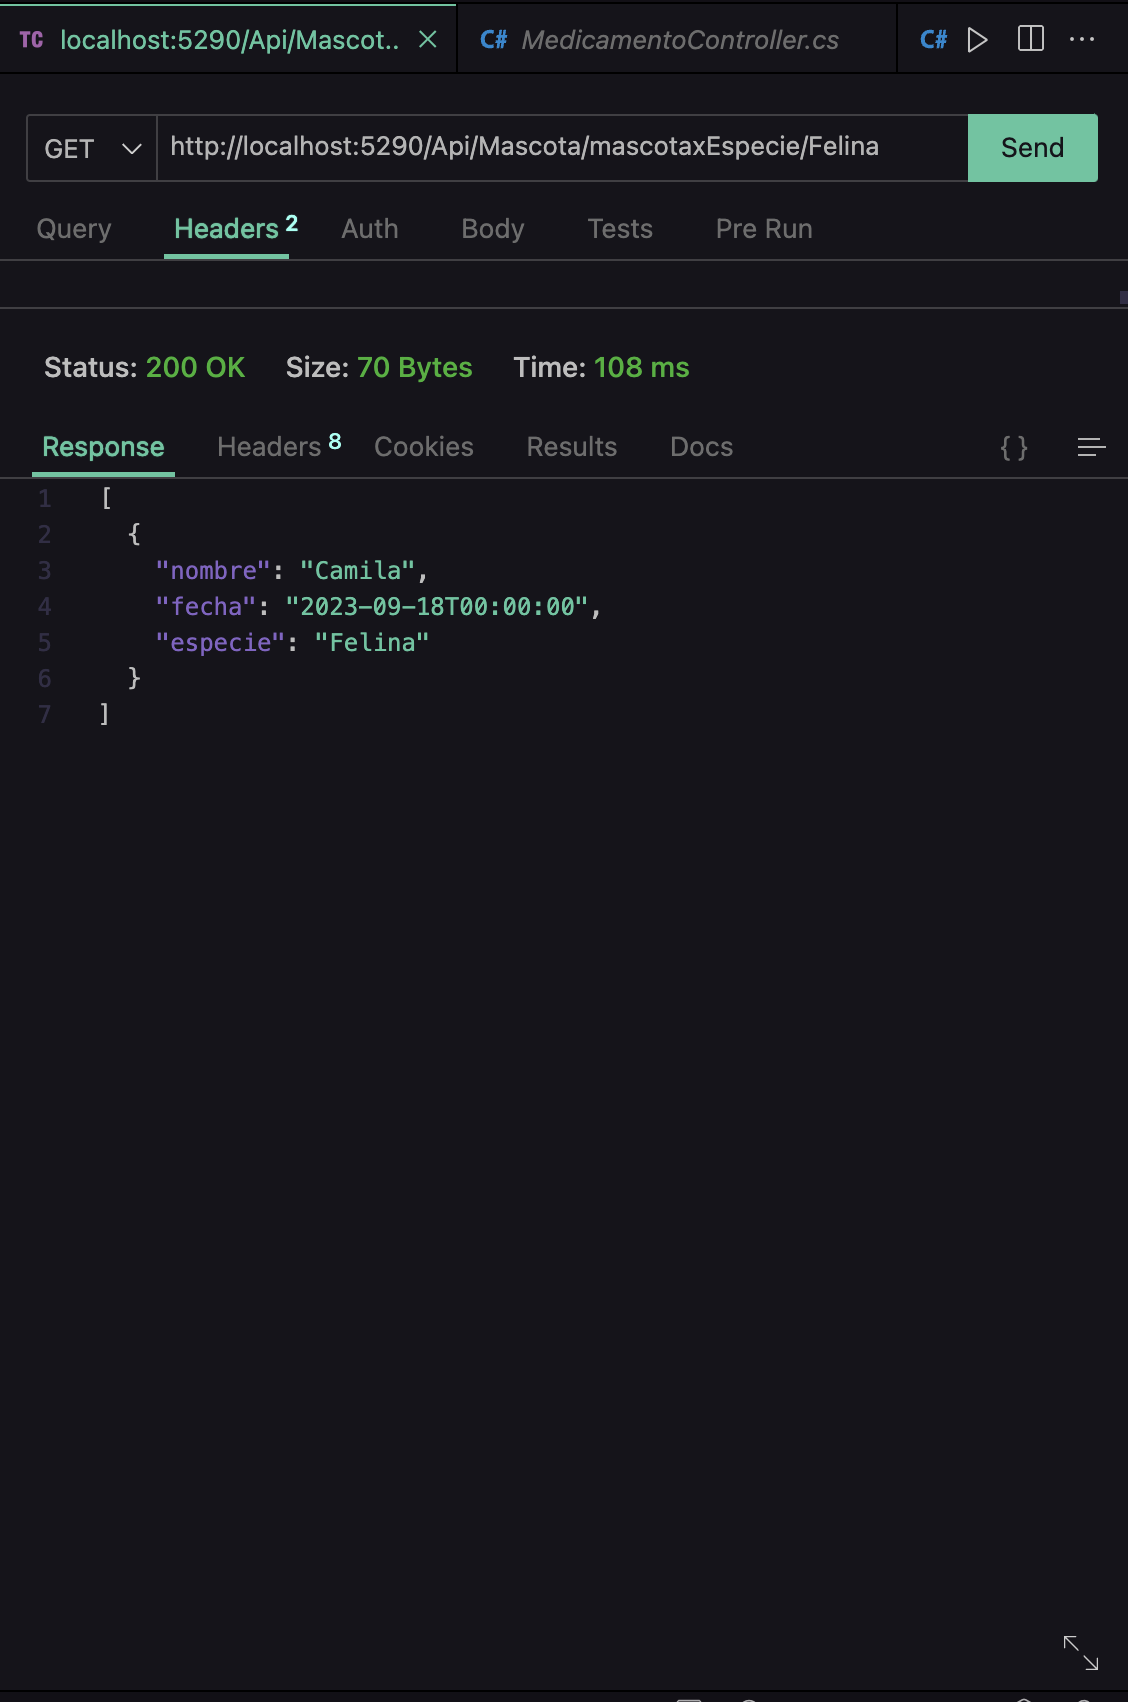 TC localhost:5290/Api/Mascot.. C# MedicamentoController.cs C#
GET http://localhost:5290/Api/Mascota/mascotaxEspecie/Felina Send
Query Headers 2 Auth Body Tests Pre Run
Status: 200 OK Size: 70 Bytes Time: 108 ms
Response Headers 8 Cookies Results Docs { }
1 [
2 {
3 "nombre": "Camila",
4 "fecha": "2023-09-18T00:00:00",
5 "especie": "Felina"
6 }
7 ]